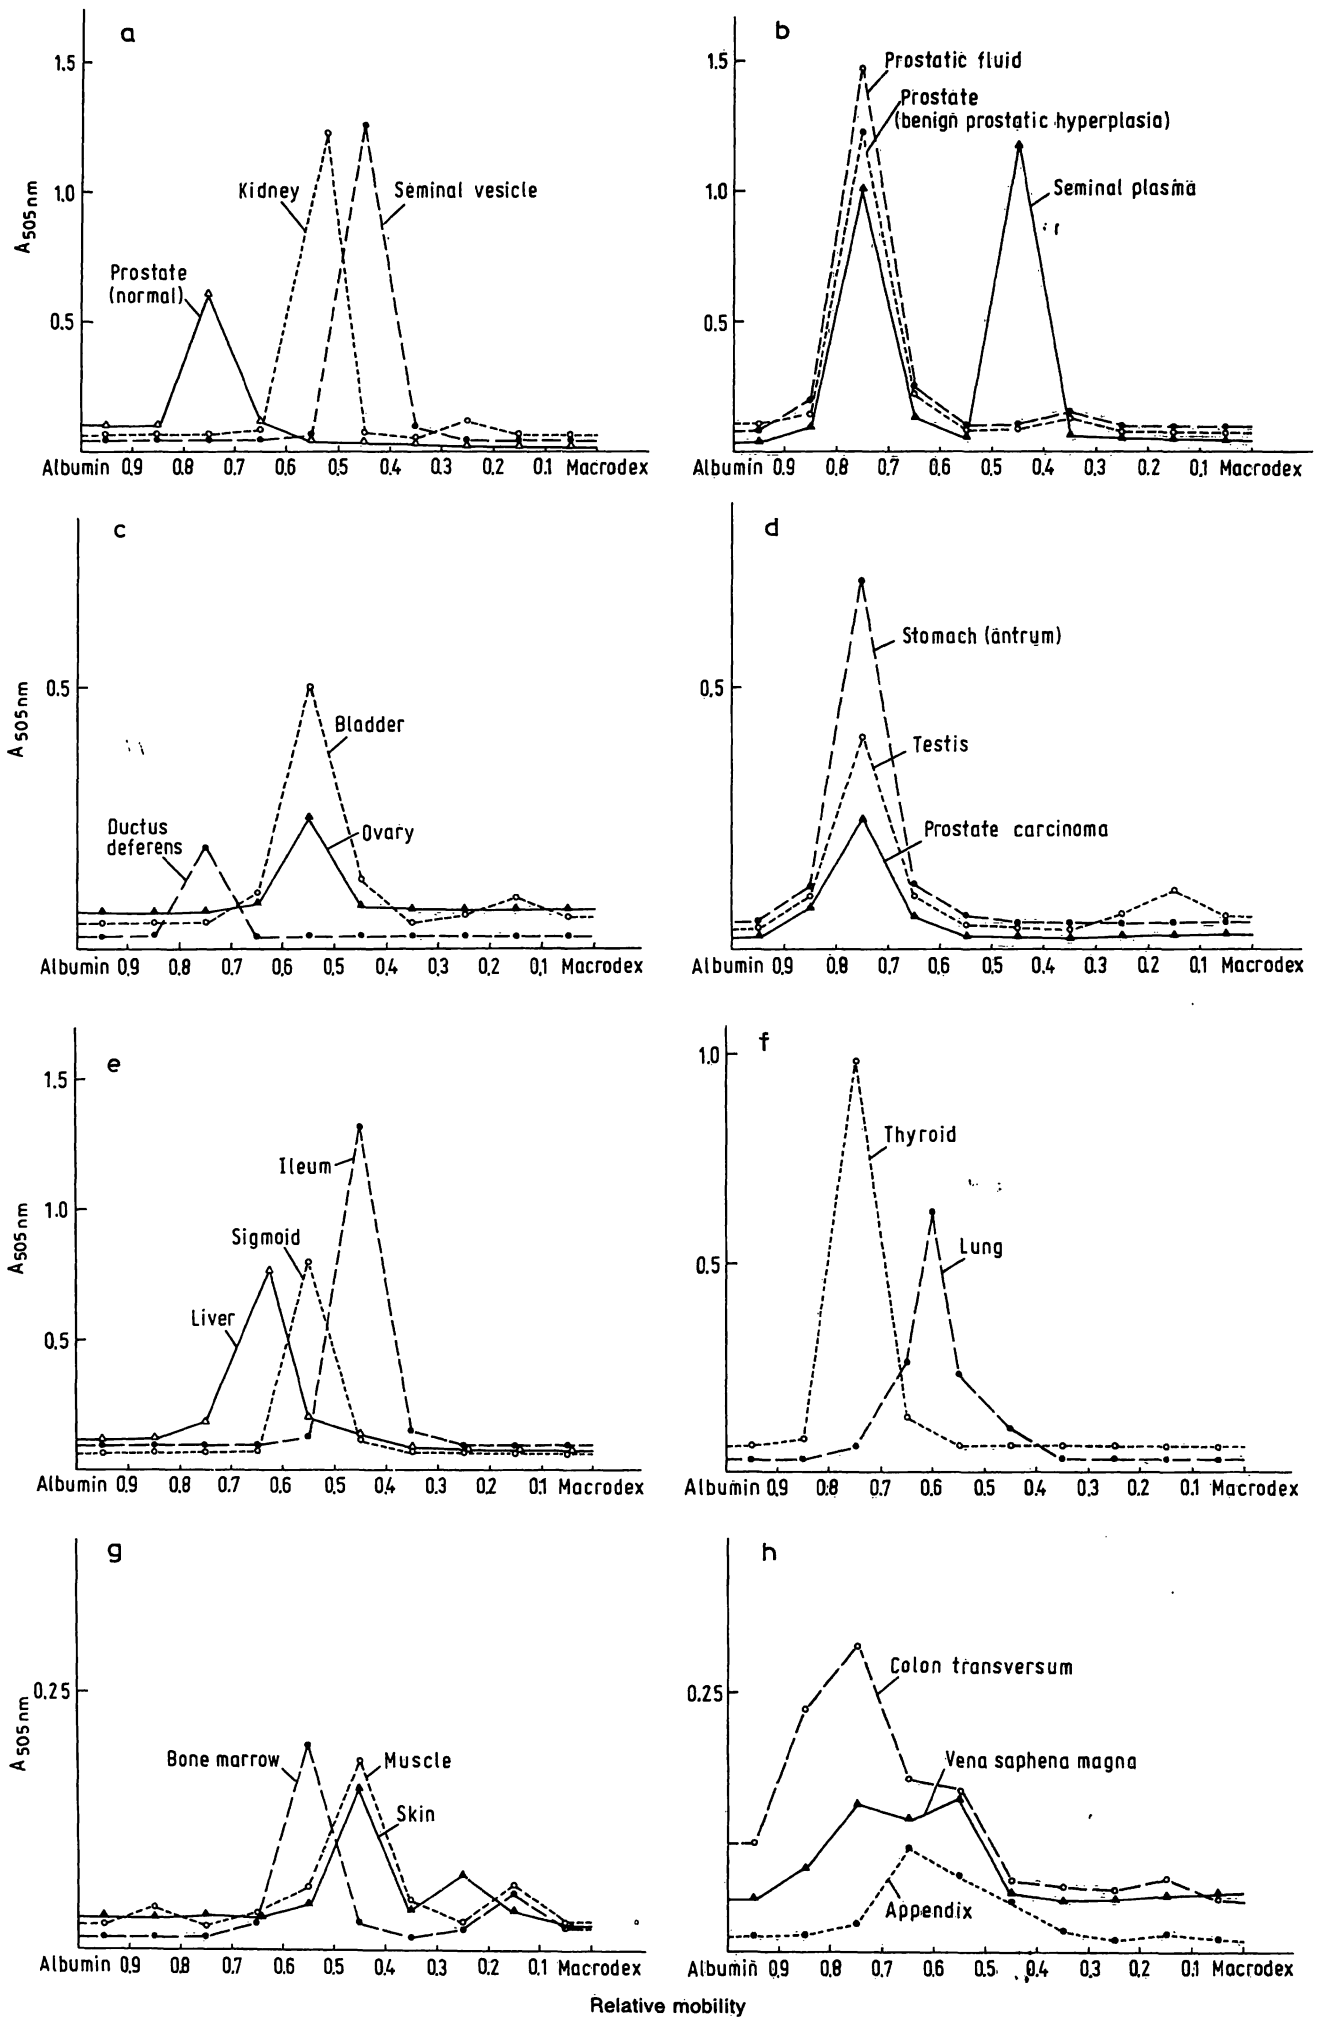 a
1.5
1.0
0.5
A505nm
Kidney
Seminal vesicle
Prostate
(normal)
Albumin 0,9 0.8 0.7 0,6 0,5 0.4 0.3 0.2 0.1 Macrodex
b
1.5
1.0
0.5
Prostatic fluid
Prostate
(benign prostatic hyperplasia)
Seminal plasma
Albumin 0.9 0.8 0.7 0.6 0.5 0.4 0.3 0.2 0.1 Macrodex
c
0.5
A505nm
Bladder
Ductus
deferens
Ovary
Albumin 0.9 0.8 0.7 0,6 0.5 0.4 0,3 0,2 0,1 Macrodex
d
0,5
Stomach (antrum)
Testis
Prostate carcinoma
Albumin 0.9 0.8 0.7 0.6 0.5 0.4 0.3 0.2 0.1 Macrodex
e
1.5
1.0
0.5
A505nm
Ileum
Sigmoid
Liver
Albumin 0,9 0.8 0.7 0,6 0.5 0.4 0.3 0,2 0.1 Macrodex
f
1.0
0.5
Thyroid
Lung
Albumin 0.9 0.8 0.7 0.6 0.5 0.4 0.3 0.2 0.1 Macrodex
g
0.25
A505nm
Bone marrow
Muscle
Skin
Albumin 0.9 0.8 0.7 0.6 0.5 0.4 0.3 0.2 0.1 Macrodex
h
0.25
Colon transversum
Vena saphena magna
Appendix
Albumin 0.9 0.8 0.7 0.6 0.5 0.4 0.3 0.2 0.1 Macrodex
Relative mobility